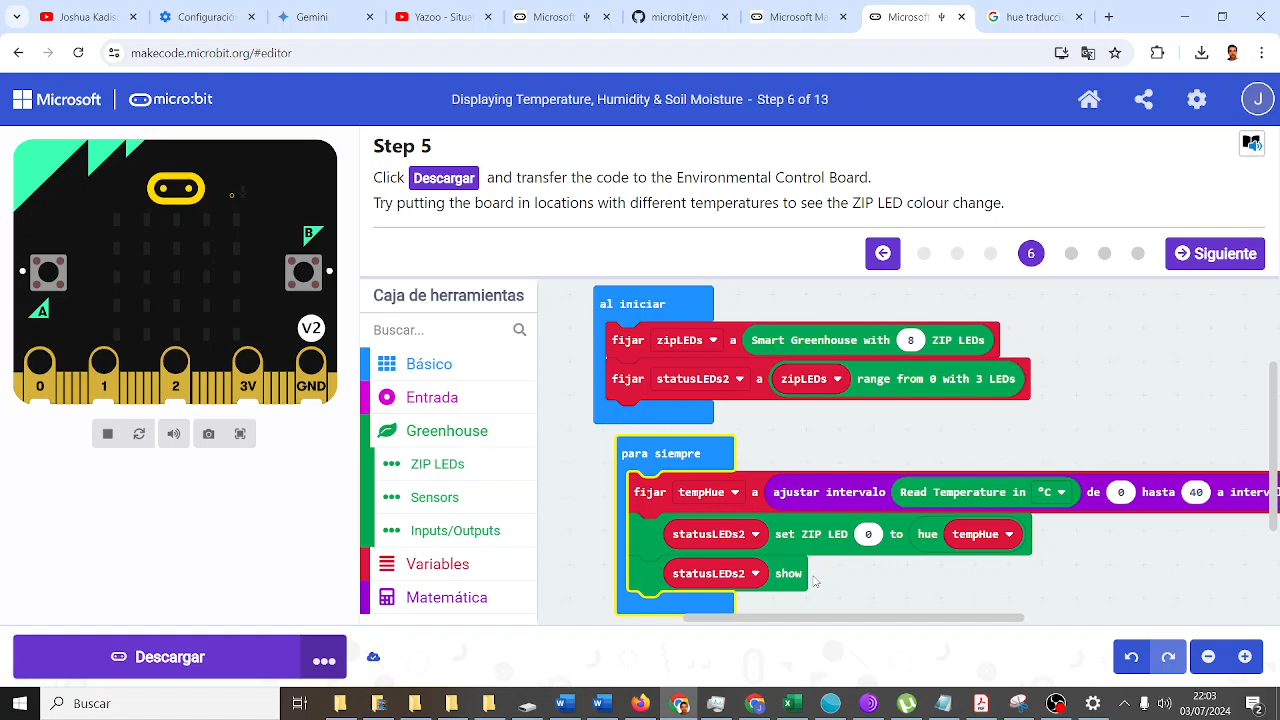 Joshua Kadis
Configurado
Gemini
Yazoo - Situa
Microsoft
microbit/env
Microsoft Ma
Microsoft
hue traducci
makecode.microbit.org/#editor
Microsoft
micro:bit
Displaying Temperature, Humidity & Soil Moisture - Step 6 of 13
J
Step 5
Click Descargar and transfer the code to the Environmental Control Board.
Try putting the board in locations with different temperatures to see the ZIP LED colour change.
6
Siguiente
B
A
V2
0 1 2 3V GND
Caja de herramientas
Buscar...
Básico
Entrada
Greenhouse
ZIP LEDs
Sensors
Inputs/Outputs
Variables
Matemática
al iniciar
fijar zipLEDs a Smart Greenhouse with 8 ZIP LEDs
fijar statusLEDs2 a zipLEDs range from 0 with 3 LEDs
para siempre
fijar tempHue a ajustar intervalo Read Temperature in °C de 0 hasta 40 a interv
statusLEDs2 set ZIP LED 0 to hue tempHue
statusLEDs2 show
Descargar
Buscar
22:03
03/07/2024